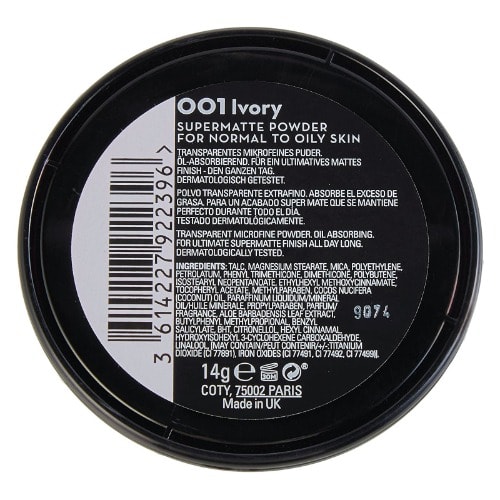 001 Ivory
SUPERMATTE POWDER
FOR NORMAL TO OILY SKIN
TRANSPARENTES MIKROFEINES PUDER.
ÖL-ABSORBIEREND. FÜR EIN ULTIMATIVES MATTES
FINISH - DEN GANZEN TAG.
DERMATOLOGISCH GETESTET.
POLVO TRANSPARENTE EXTRAFINO. ABSORBE EL EXCESO DE
GRASA, PARA UN ACABADO SUPER MATE QUE SE MANTIENE
PERFECTO DURANTE TODO EL DÍA.
TESTADO DERMATOLÓGICAMENTE.
TRANSPARENT MICROFINE POWDER. OIL ABSORBING.
FOR ULTIMATE SUPERMATTE FINISH ALL DAY LONG.
DERMATOLOGICALLY TESTED.
INGREDIENTS: TALC, MAGNESIUM STEARATE, MICA, POLYETHYLENE,
PETROLATUM, PHENYL TRIMETHICONE, DIMETHICONE, POLYBUTENE,
ISOSTEARYL NEOPENTANOATE, ETHYLHEXYL METHOXYCINNAMATE,
TOCOPHERYL ACETATE, METHYLPARABEN, COCOS NUCIFERA
(COCONUT) OIL, PARAFFINUM LIQUIDUM/MINERAL
OIL/HUILE MINERALE, PROPYLPARABEN, PARFUM/
FRAGRANCE, ALOE BARBADENSIS LEAF EXTRACT,
BUTYLPHENYL METHYLPROPIONAL, BENZYL
SALICYLATE, BHT, CITRONELLOL, HEXYL CINNAMAL,
HYDROXYISOHEXYL 3-CYCLOHEXENE CARBOXALDEHYDE,
LINALOOL, [MAY CONTAIN/PEUT CONTENIR/+/-:TITANIUM
DIOXIDE (CI 77891), IRON OXIDES (CI 77491, CI 77492, CI 77499)].
14g e 30M
COTY, 75002 PARIS
Made in UK
9074
3 614227 922396 >